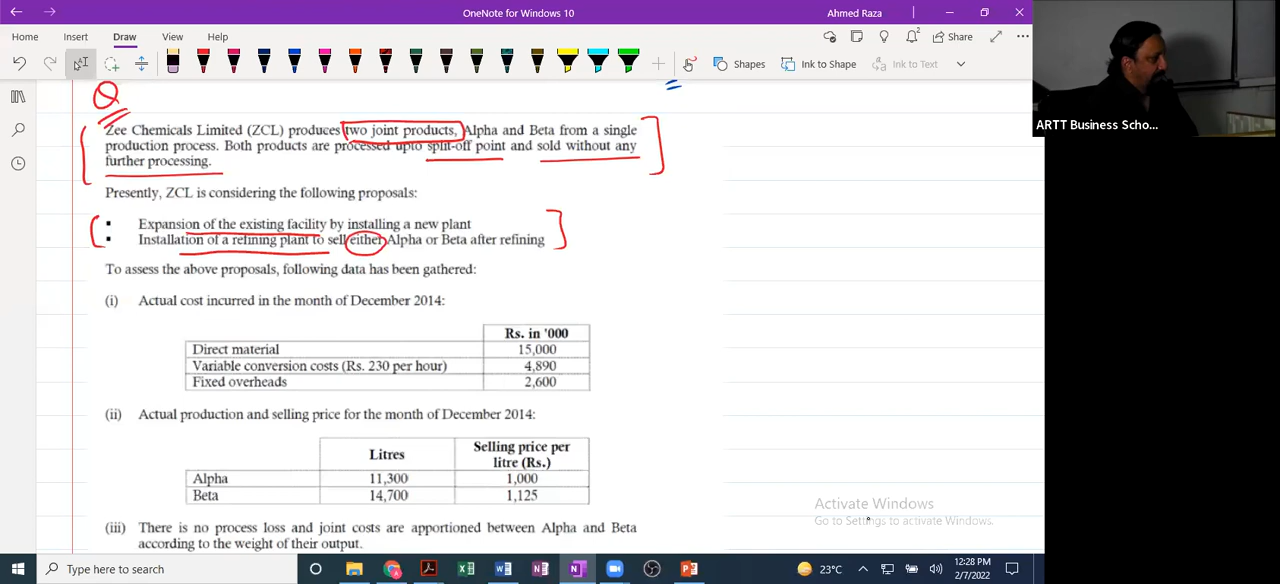 OneNote for Windows 10
Ahmed Raza
Home Insert Draw View Help
Share
Shapes
Ink to Shape
Ink to Text
Q
Zee Chemicals Limited (ZCL) produces two joint products, Alpha and Beta from a single
production process. Both products are processed upto split-off point and sold without any
further processing.
Presently, ZCL is considering the following proposals:
▪ Expansion of the existing facility by installing a new plant
▪ Installation of a refining plant to sell either Alpha or Beta after refining
To assess the above proposals, following data has been gathered:
(i) Actual cost incurred in the month of December 2014:
Rs. in '000
Direct material 15,000
Variable conversion costs (Rs. 230 per hour) 4,890
Fixed overheads 2,600
(ii) Actual production and selling price for the month of December 2014:
Litres Selling price per
litre (Rs.)
Alpha 11,300 1,000
Beta 14,700 1,125
(iii) There is no process loss and joint costs are apportioned between Alpha and Beta
according to the weight of their output.
Activate Windows
Go to Settings to activate Windows.
ARTT Business Scho...
Type here to search
23°C
12:28 PM
2/7/2022